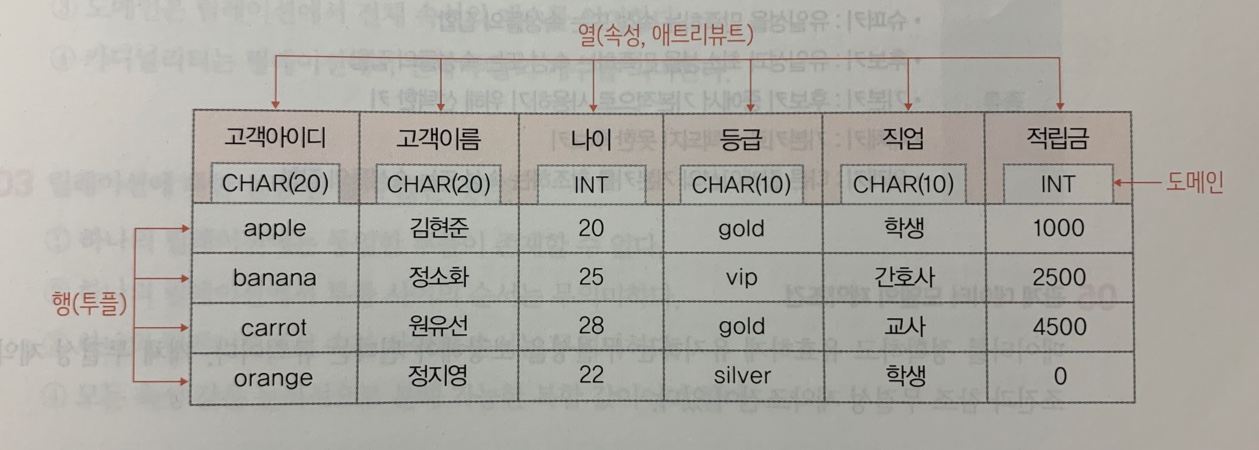 열(속성, 애트리뷰트)
고객아이디 고객이름 나이 등급 직업 적립금
CHAR(20) CHAR(20) INT CHAR(10) CHAR(10) INT
도메인
행(투플)
apple 김현준 20 gold 학생 1000
banana 정소화 25 vip 간호사 2500
carrot 원유선 28 gold 교사 4500
orange 정지영 22 silver 학생 0